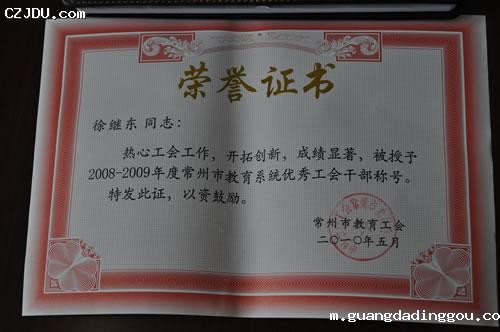 CZJDU.com
荣誉证书
徐继东 同志：
热心工会工作，开拓创新，成绩显著，被授予
2008-2009年度常州市教育系统优秀工会干部称号。
特发此证，以资鼓励。
常州市教育工会
二〇一〇年五月
m.guangdadinggou.co